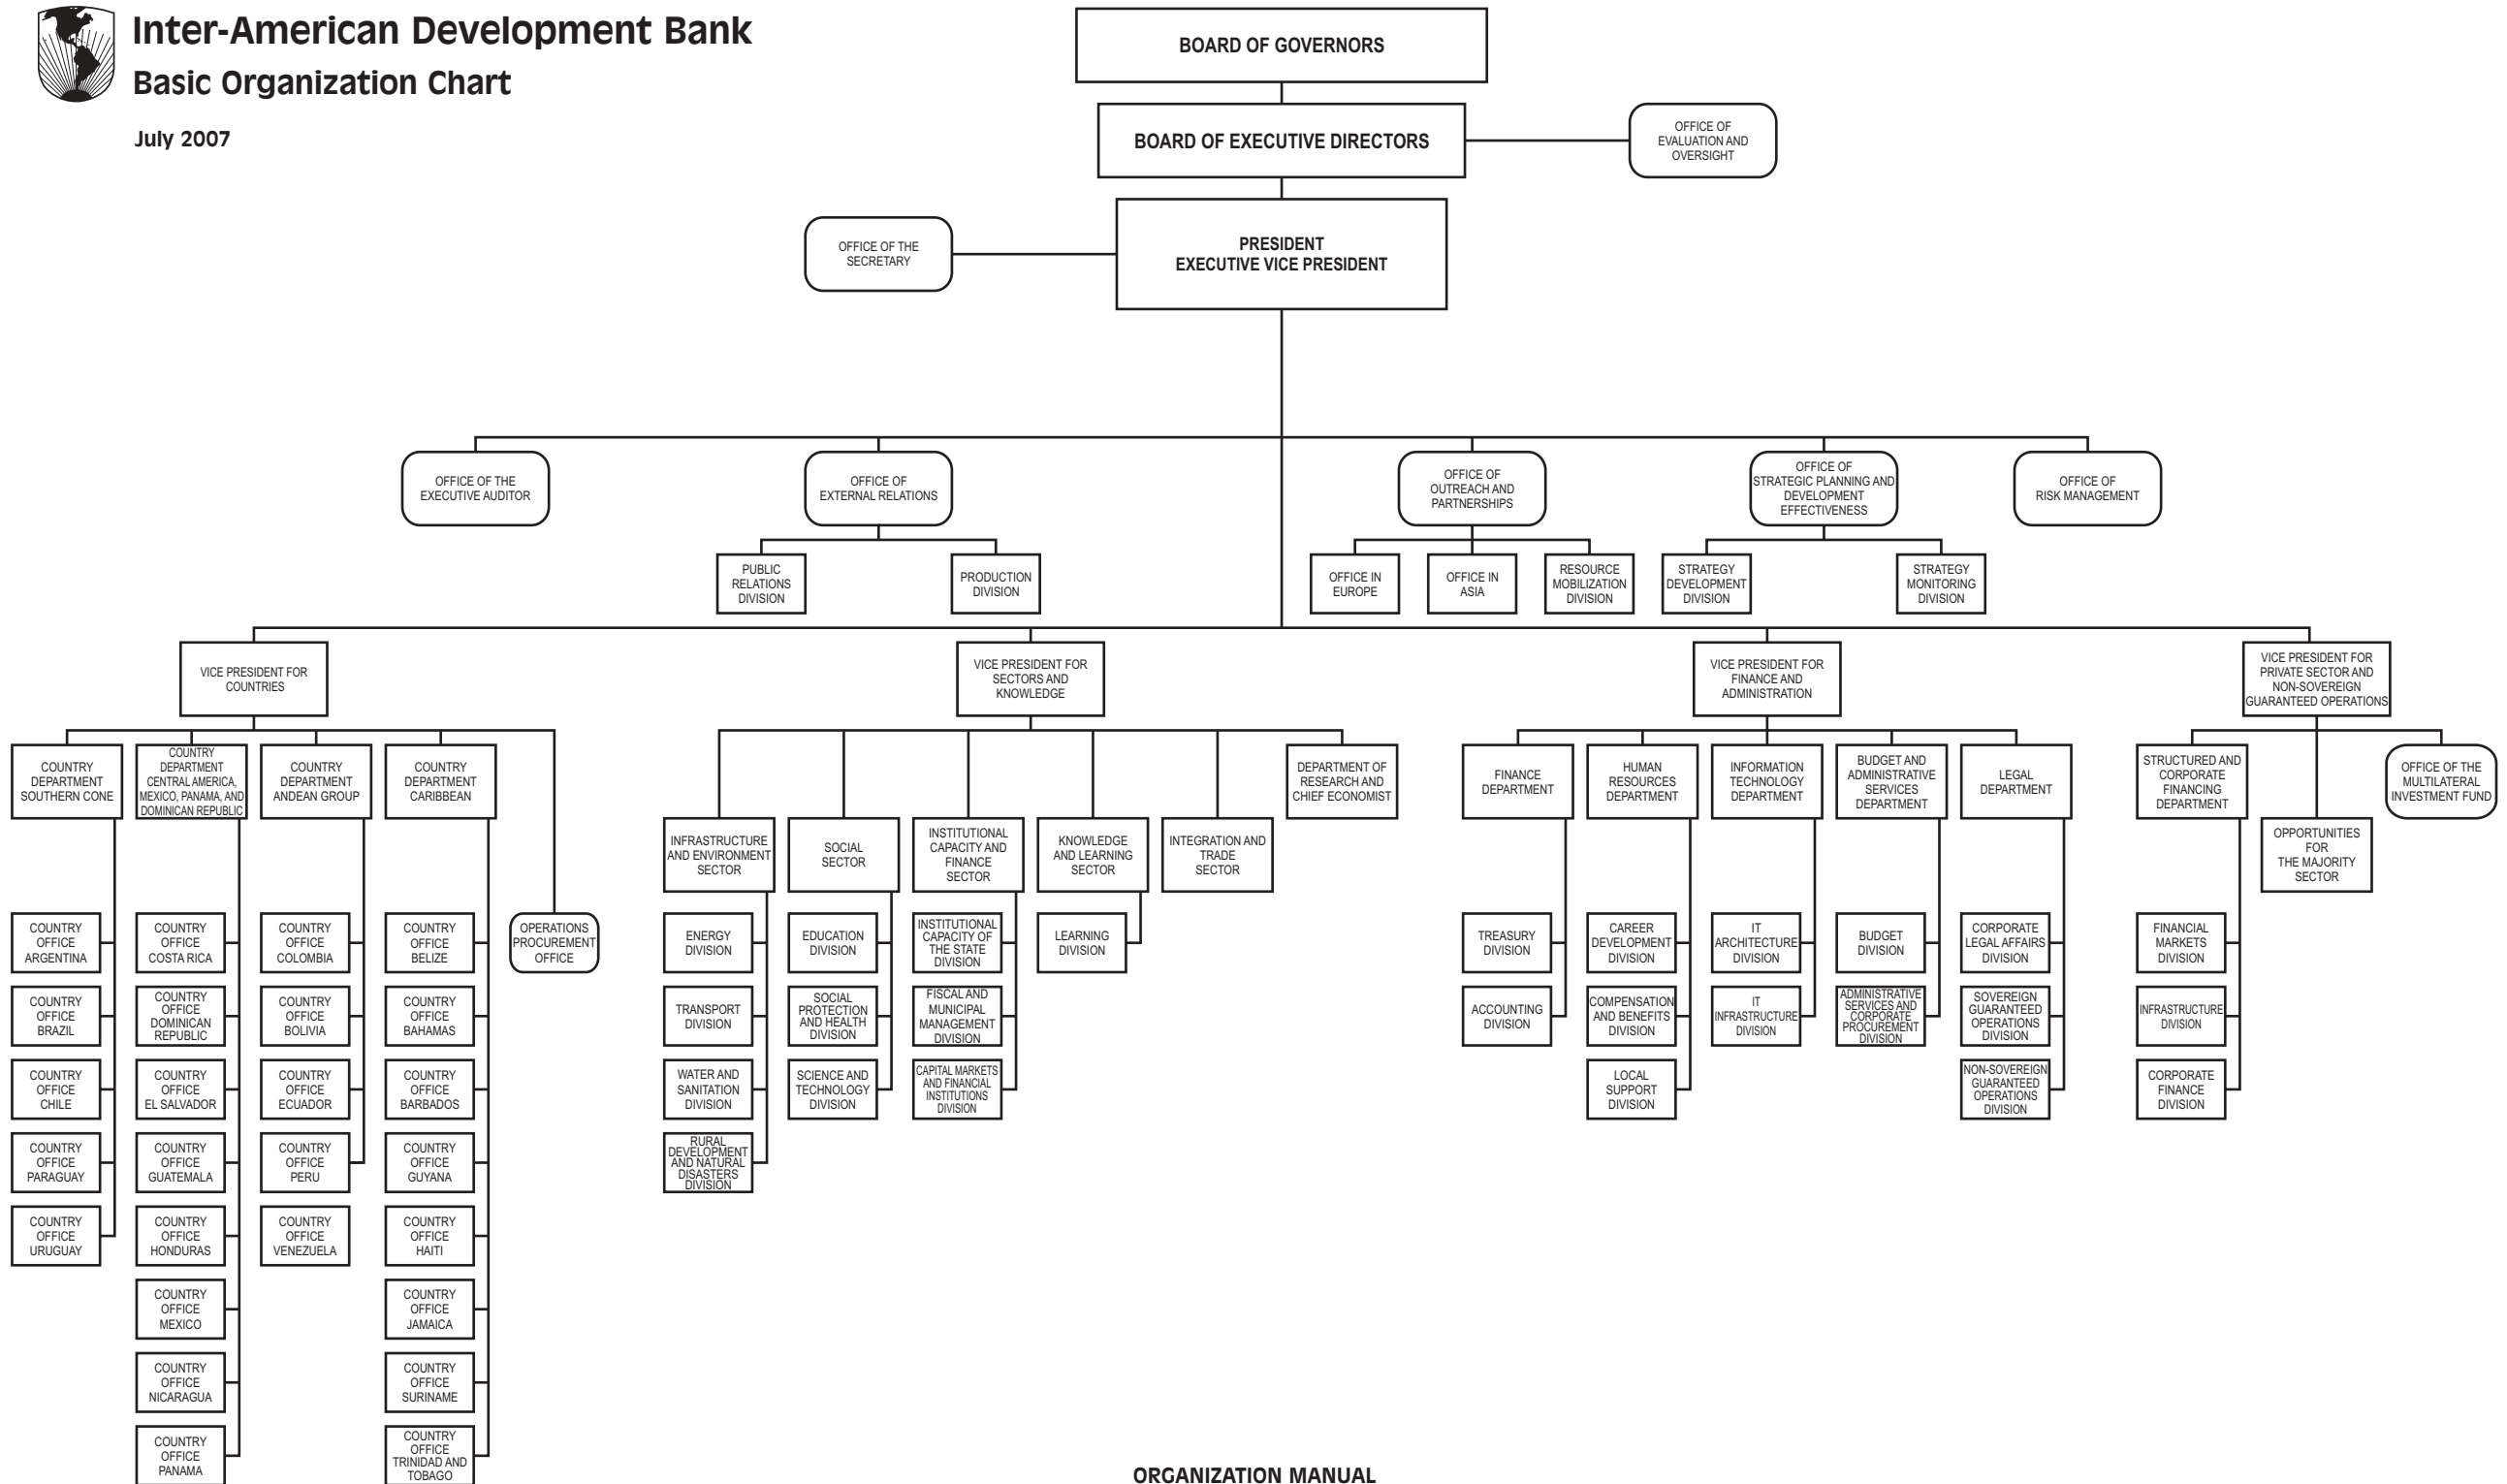 Inter-American Development Bank
Basic Organization Chart
July 2007
BOARD OF GOVERNORS
BOARD OF EXECUTIVE DIRECTORS
OFFICE OF
EVALUATION AND
OVERSIGHT
OFFICE OF THE
SECRETARY
PRESIDENT
EXECUTIVE VICE PRESIDENT
OFFICE OF THE
EXECUTIVE AUDITOR
OFFICE OF
EXTERNAL RELATIONS
OFFICE OF
OUTREACH AND
PARTNERSHIPS
OFFICE OF
STRATEGIC PLANNING AND
DEVELOPMENT
EFFECTIVENESS
OFFICE OF
RISK MANAGEMENT
PUBLIC
RELATIONS
DIVISION
PRODUCTION
DIVISION
OFFICE IN
EUROPE
OFFICE IN
ASIA
RESOURCE
MOBILIZATION
DIVISION
STRATEGY
DEVELOPMENT
DIVISION
STRATEGY
MONITORING
DIVISION
VICE PRESIDENT FOR
COUNTRIES
VICE PRESIDENT FOR
SECTORS AND
KNOWLEDGE
VICE PRESIDENT FOR
FINANCE AND
ADMINISTRATION
VICE PRESIDENT FOR
PRIVATE SECTOR AND
NON-SOVEREIGN
GUARANTEED OPERATIONS
COUNTRY
DEPARTMENT
SOUTHERN CONE
COUNTRY
DEPARTMENT
CENTRAL AMERICA,
MEXICO, PANAMA, AND
DOMINICAN REPUBLIC
COUNTRY
DEPARTMENT
ANDEAN GROUP
COUNTRY
DEPARTMENT
CARIBBEAN
DEPARTMENT OF
RESEARCH AND
CHIEF ECONOMIST
FINANCE
DEPARTMENT
HUMAN
RESOURCES
DEPARTMENT
INFORMATION
TECHNOLOGY
DEPARTMENT
BUDGET AND
ADMINISTRATIVE
SERVICES
DEPARTMENT
LEGAL
DEPARTMENT
STRUCTURED AND
CORPORATE
FINANCING
DEPARTMENT
OFFICE OF THE
MULTILATERAL
INVESTMENT FUND
INFRASTRUCTURE
AND ENVIRONMENT
SECTOR
SOCIAL
SECTOR
INSTITUTIONAL
CAPACITY AND
FINANCE
SECTOR
KNOWLEDGE
AND LEARNING
SECTOR
INTEGRATION AND
TRADE
SECTOR
OPPORTUNITIES
FOR
THE MAJORITY
SECTOR
COUNTRY
OFFICE
ARGENTINA
COUNTRY
OFFICE
COSTA RICA
COUNTRY
OFFICE
COLOMBIA
COUNTRY
OFFICE
BELIZE
OPERATIONS
PROCUREMENT
OFFICE
ENERGY
DIVISION
EDUCATION
DIVISION
INSTITUTIONAL
CAPACITY OF
THE STATE
DIVISION
LEARNING
DIVISION
TREASURY
DIVISION
CAREER
DEVELOPMENT
DIVISION
IT
ARCHITECTURE
DIVISION
BUDGET
DIVISION
CORPORATE
LEGAL AFFAIRS
DIVISION
FINANCIAL
MARKETS
DIVISION
COUNTRY
OFFICE
BRAZIL
COUNTRY
OFFICE
DOMINICAN
REPUBLIC
COUNTRY
OFFICE
BOLIVIA
COUNTRY
OFFICE
BAHAMAS
TRANSPORT
DIVISION
SOCIAL
PROTECTION
AND HEALTH
DIVISION
FISCAL AND
MUNICIPAL
MANAGEMENT
DIVISION
ACCOUNTING
DIVISION
COMPENSATION
AND BENEFITS
DIVISION
IT
INFRASTRUCTURE
DIVISION
ADMINISTRATIVE
SERVICES AND
CORPORATE
PROCUREMENT
DIVISION
SOVEREIGN
GUARANTEED
OPERATIONS
DIVISION
INFRASTRUCTURE
DIVISION
COUNTRY
OFFICE
CHILE
COUNTRY
OFFICE
EL SALVADOR
COUNTRY
OFFICE
ECUADOR
COUNTRY
OFFICE
BARBADOS
WATER AND
SANITATION
DIVISION
SCIENCE AND
TECHNOLOGY
DIVISION
CAPITAL MARKETS
AND FINANCIAL
INSTITUTIONS
DIVISION
LOCAL
SUPPORT
DIVISION
NON-SOVEREIGN
GUARANTEED
OPERATIONS
DIVISION
CORPORATE
FINANCE
DIVISION
COUNTRY
OFFICE
PARAGUAY
COUNTRY
OFFICE
GUATEMALA
COUNTRY
OFFICE
PERU
COUNTRY
OFFICE
GUYANA
RURAL
DEVELOPMENT
AND NATURAL
DISASTERS
DIVISION
COUNTRY
OFFICE
URUGUAY
COUNTRY
OFFICE
HONDURAS
COUNTRY
OFFICE
VENEZUELA
COUNTRY
OFFICE
HAITI
COUNTRY
OFFICE
MEXICO
COUNTRY
OFFICE
JAMAICA
COUNTRY
OFFICE
NICARAGUA
COUNTRY
OFFICE
SURINAME
COUNTRY
OFFICE
PANAMA
COUNTRY
OFFICE
TRINIDAD AND
TOBAGO
ORGANIZATION MANUAL